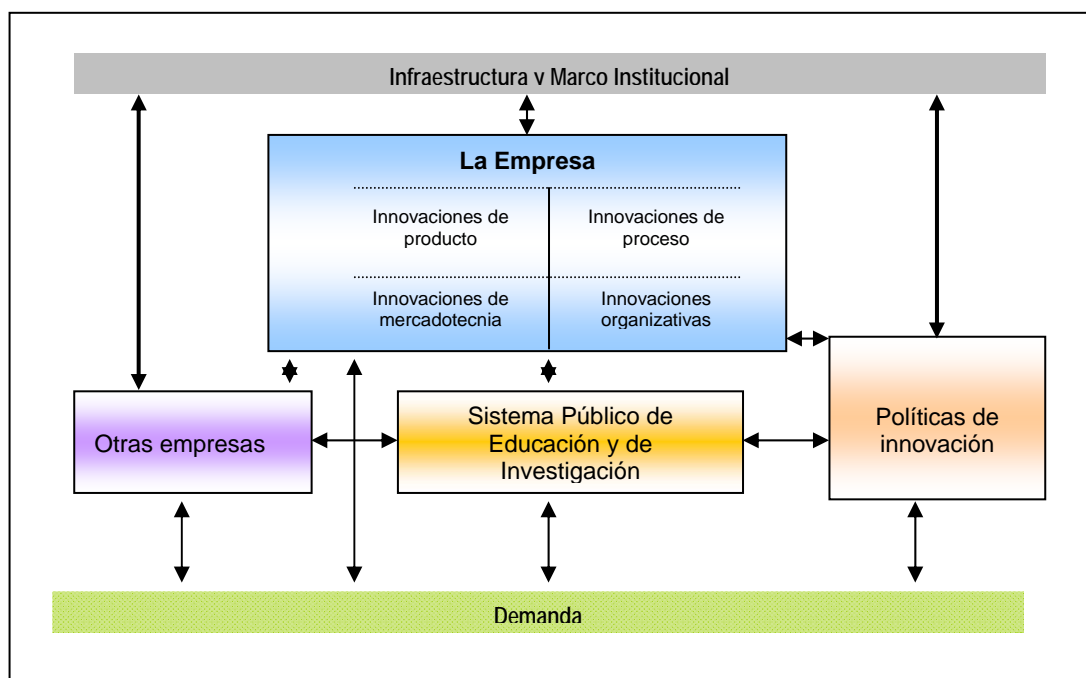 Infraestructura v Marco Institucional
La Empresa
Innovaciones de
producto
Innovaciones de
proceso
Innovaciones de
mercadotecnia
Innovaciones
organizativas
Otras empresas
Sistema Público de
Educación y de
Investigación
Políticas de
innovación
Demanda